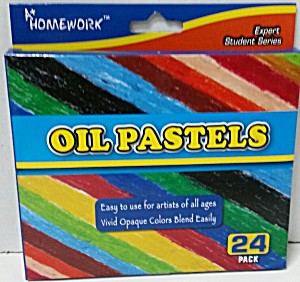 A+ HOMEWORK™
Expert
Student Series
OIL PASTELS
Easy to use for artists of all ages
Vivid Opaque Colors Blend Easily
24
PACK